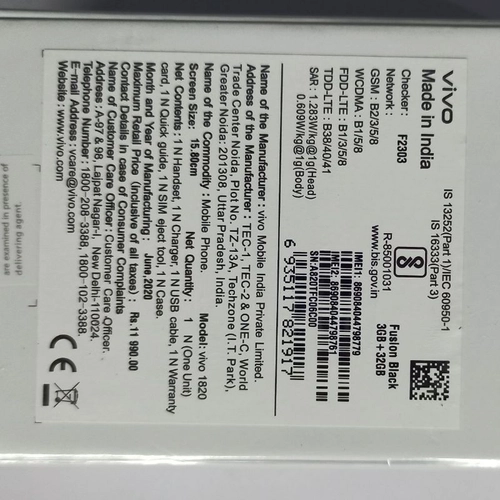 vivo
Made in India
IS 13252(Part 1)/IEC 60950-1
IS 16333(Part 3)
R-85001031
www.bis.gov.in
Fusion Black
3GB+32GB
Checker: F2303
Network:
GSM: B2/3/5/8
WCDMA: B1/5/8
FDD-LTE: B1/3/5/8
TDD-LTE: B38/40/41
SAR: 1.283W/kg@1g(Head)
0.609W/kg@1g(Body)
IMEI1: 869084044798779
IMEI2: 869084044798761
6 935117 821917
Name of the Manufacturer: vivo Mobile India Private Limited.
Address of the Manufacturer: TEC-1, TEC-2 & ONE-C, World
Trade Center Noida, Plot No. TZ-13A, Techzone (I.T. Park),
Greater Noida: 201308, Uttar Pradesh, India.
Name of the Commodity: Mobile Phone. Model: vivo 1820
Screen Size: 15.80cm Net Quantity: 1 N (One Unit)
Net Contents: 1 N Handset, 1 N Charger, 1 N USB cable, 1 N Warranty
card, 1 N Quick guide, 1 N SIM eject tool, 1 N Case.
Month and Year of Manufacturing: June,2020
Maximum Retail Price (inclusive of all taxes): Rs.11 990.00
Contact Details in case of Consumer Complaints
Name of Customer Care Officer: Customer Care Officer.
Address: A-97 & 98, Lajpat Nagar-I, New Delhi-110024.
Telephone Number: 1800-208-3388, 1800-102-3388.
E-mail Address: vcare@vivo.com
Website: www.vivo.com
CE
delivering agent.
are examined in presence of